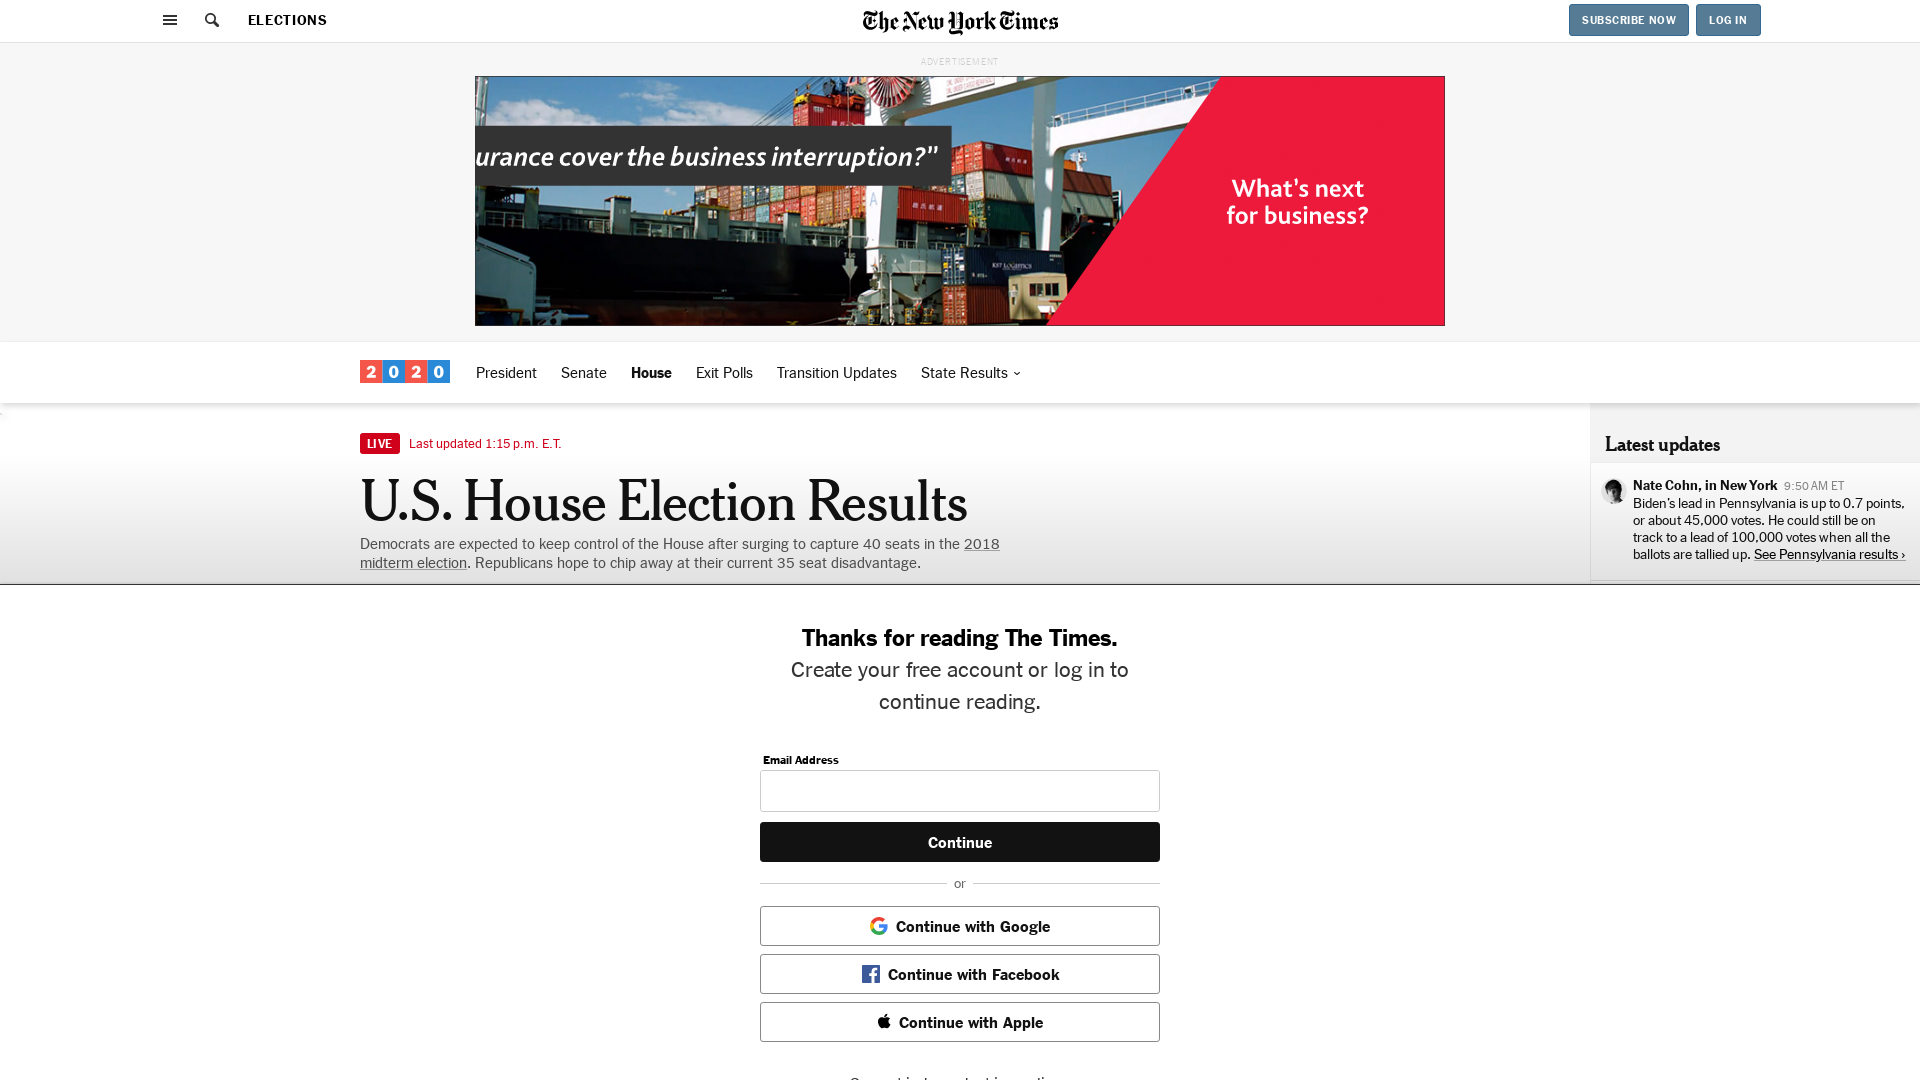 ELECTIONS
The New York Times
SUBSCRIBE NOW
LOG IN
ADVERTISEMENT
urance cover the business interruption?”
What’s next
for business?
2020
President
Senate
House
Exit Polls
Transition Updates
State Results
LIVE
Last updated 1:15 p.m. E.T.
U.S. House Election Results
Democrats are expected to keep control of the House after surging to capture 40 seats in the 2018
midterm election. Republicans hope to chip away at their current 35 seat disadvantage.
Latest updates
Nate Cohn, in New York 9:50 AM ET
Biden’s lead in Pennsylvania is up to 0.7 points,
or about 45,000 votes. He could still be on
track to a lead of 100,000 votes when all the
ballots are tallied up. See Pennsylvania results ›
Thanks for reading The Times.
Create your free account or log in to
continue reading.
Email Address
Continue
or
Continue with Google
Continue with Facebook
Continue with Apple